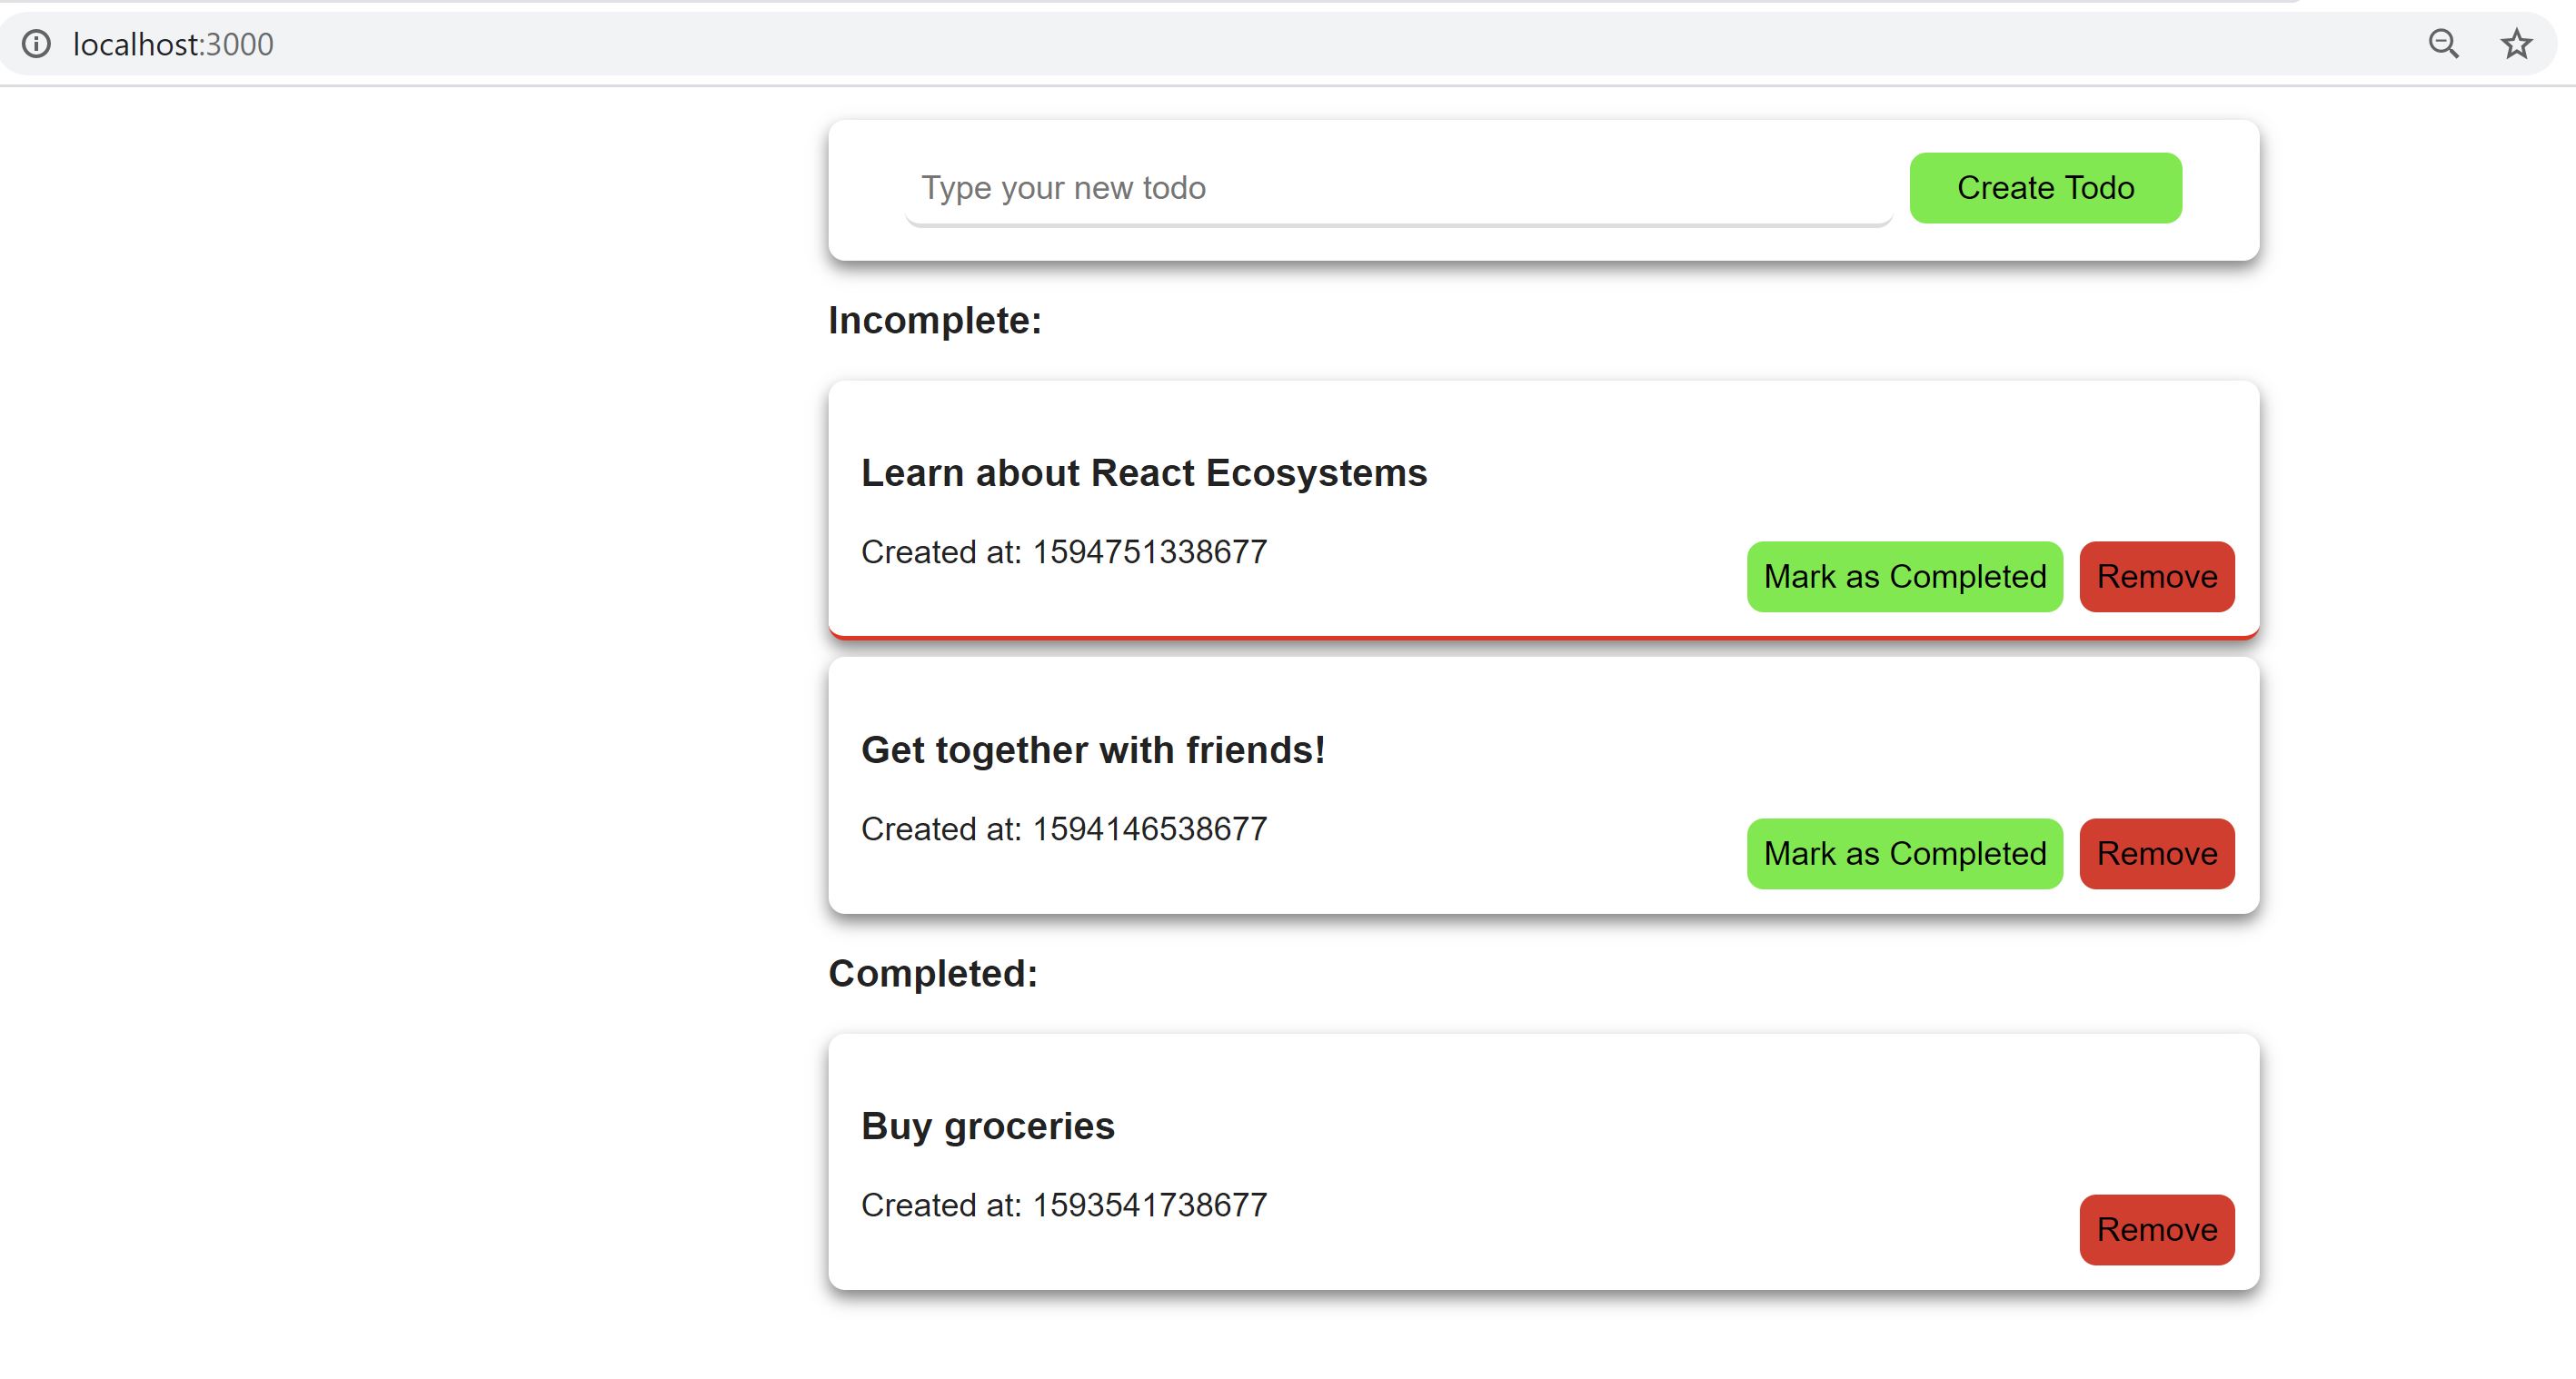 localhost:3000
Type your new todo
Create Todo
Incomplete:
Learn about React Ecosystems
Created at: 1594751338677
Mark as Completed
Remove
Get together with friends!
Created at: 1594146538677
Mark as Completed
Remove
Completed:
Buy groceries
Created at: 1593541738677
Remove